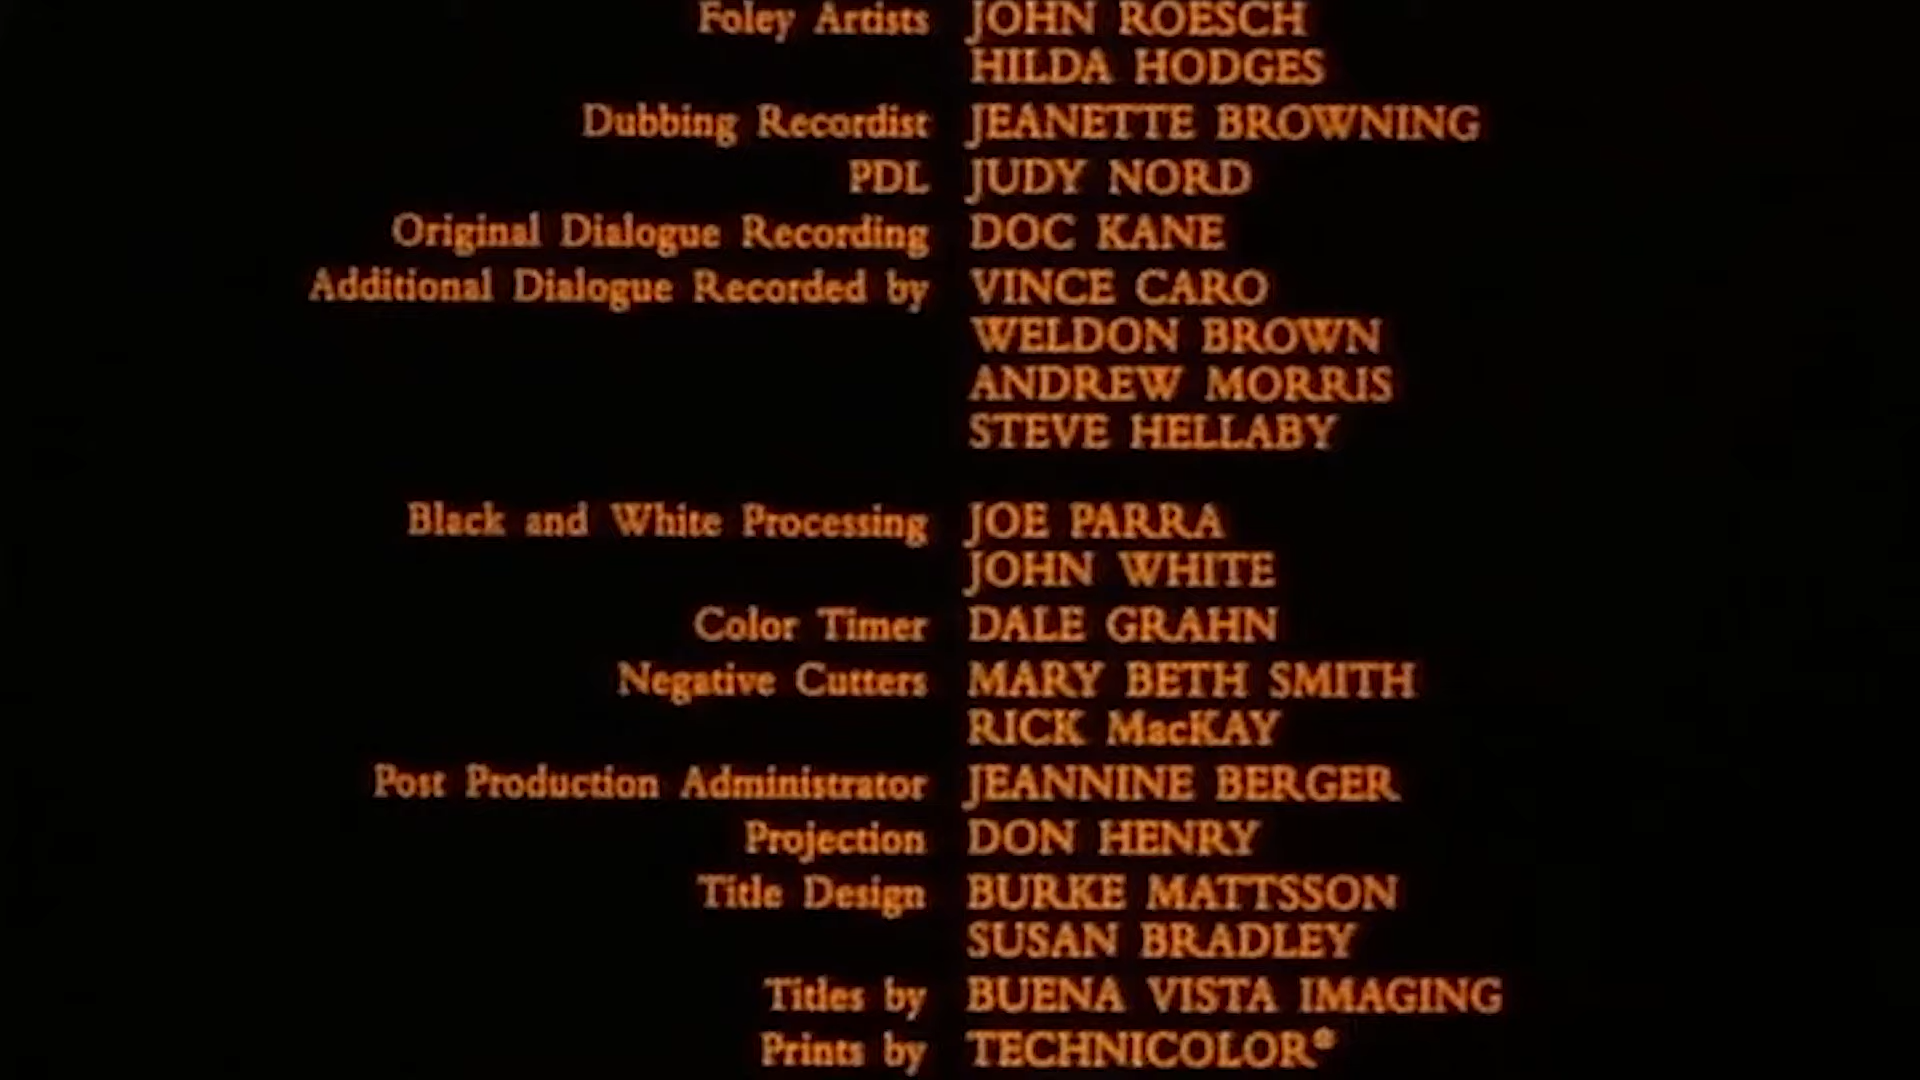 Foley Artists JOHN ROESCH
HILDA HODGES
Dubbing Recordist JEANETTE BROWNING
PDL JUDY NORD
Original Dialogue Recording DOC KANE
Additional Dialogue Recorded by VINCE CARO
WELDON BROWN
ANDREW MORRIS
STEVE HELLABY
Black and White Processing JOE PARRA
JOHN WHITE
Color Timer DALE GRAHN
Negative Cutters MARY BETH SMITH
RICK MacKAY
Post Production Administrator JEANNINE BERGER
Projection DON HENRY
Title Design BURKE MATTSSON
SUSAN BRADLEY
Titles by BUENA VISTA IMAGING
Prints by TECHNICOLOR®